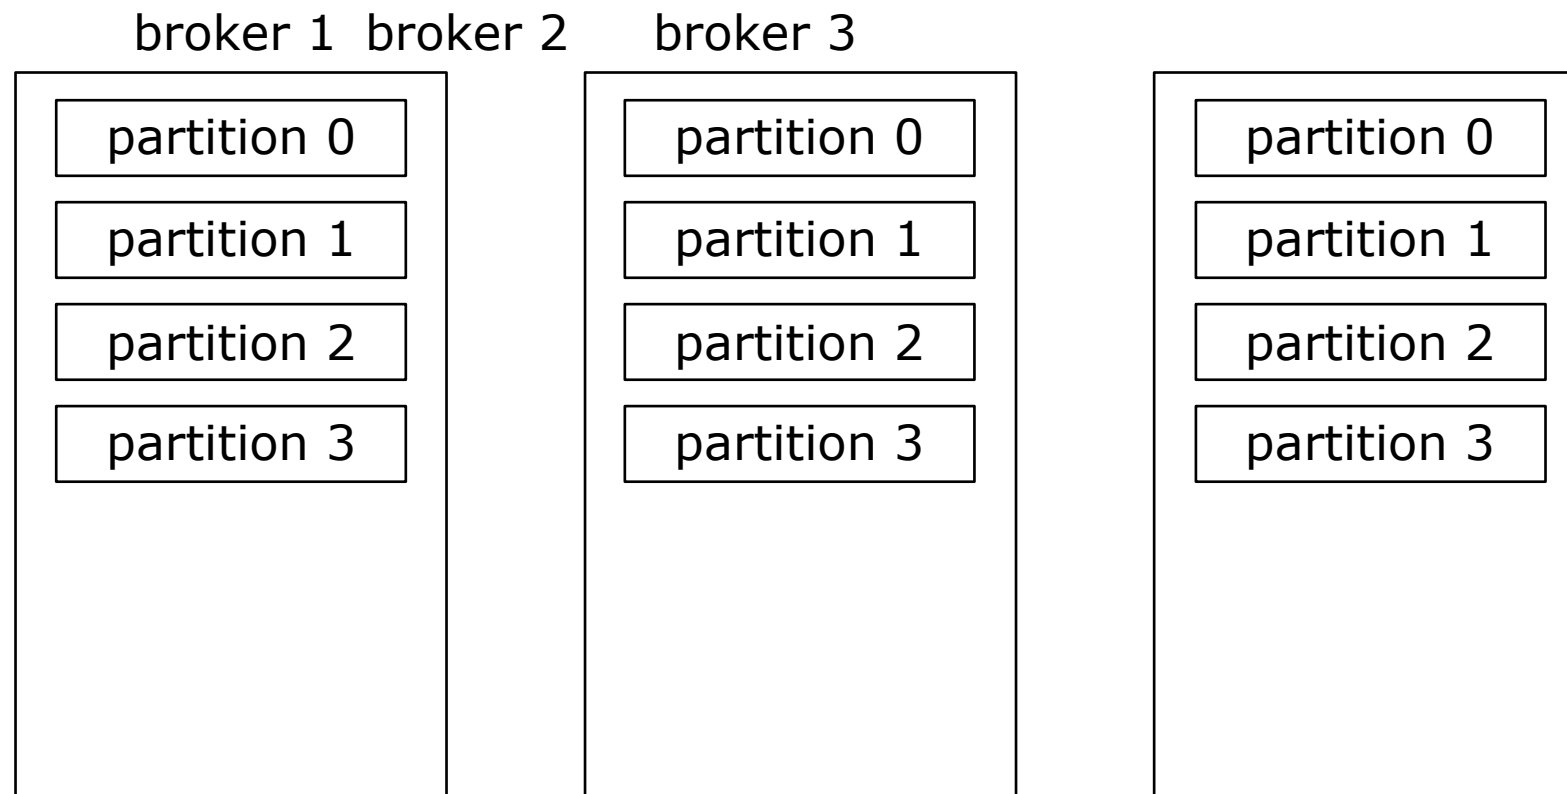 broker 1 broker 2 broker 3
partition 0 partition 0 partition 0
partition 1 partition 1 partition 1
partition 2 partition 2 partition 2
partition 3 partition 3 partition 3